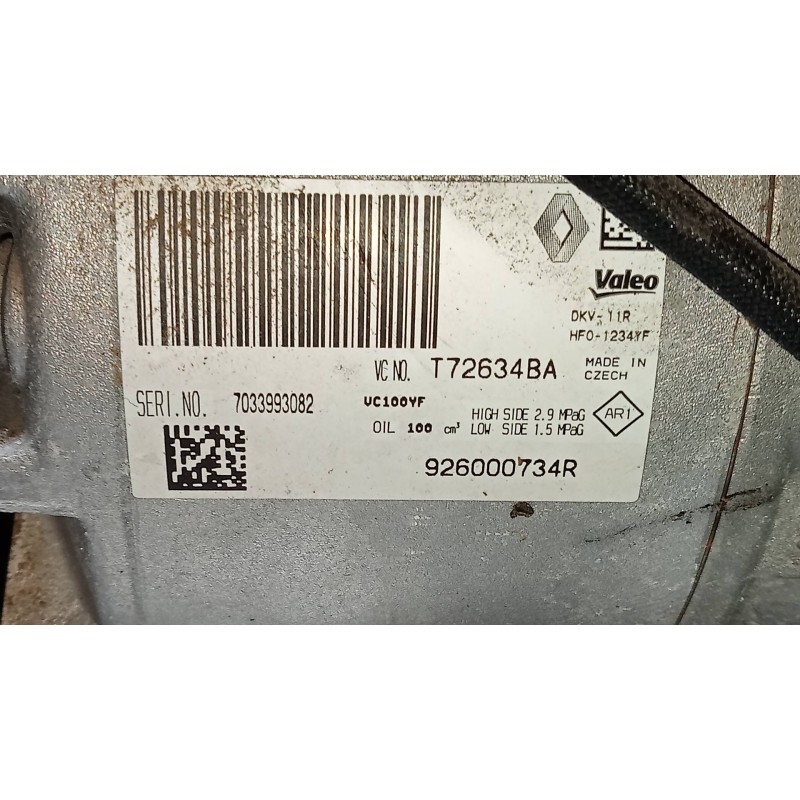 Valeo
DKV-11R
HFO-1234YF
VC NO. T72634BA
MADE IN
CZECH
SERI.NO. 7033993082
VC100YF
OIL 100 cm³
HIGH SIDE 2.9 MPaG
LOW SIDE 1.5 MPaG
AR1
926000734R